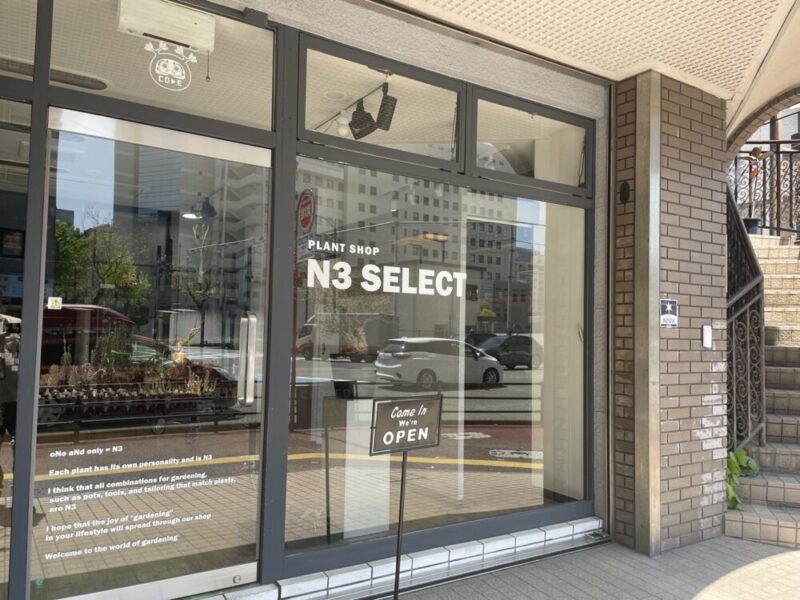 CODE
PLANT SHOP
N3 SELECT
Come In
We're
OPEN
oNe aNd only = N3
Each plant has its own personality and is N3
I think that all combinations for gardening,
such as pots, tools, and tailoring that match plants,
are N3
I hope that the joy of "gardening"
in your lifestyle will spread through our shop
Welcome to the world of gardening